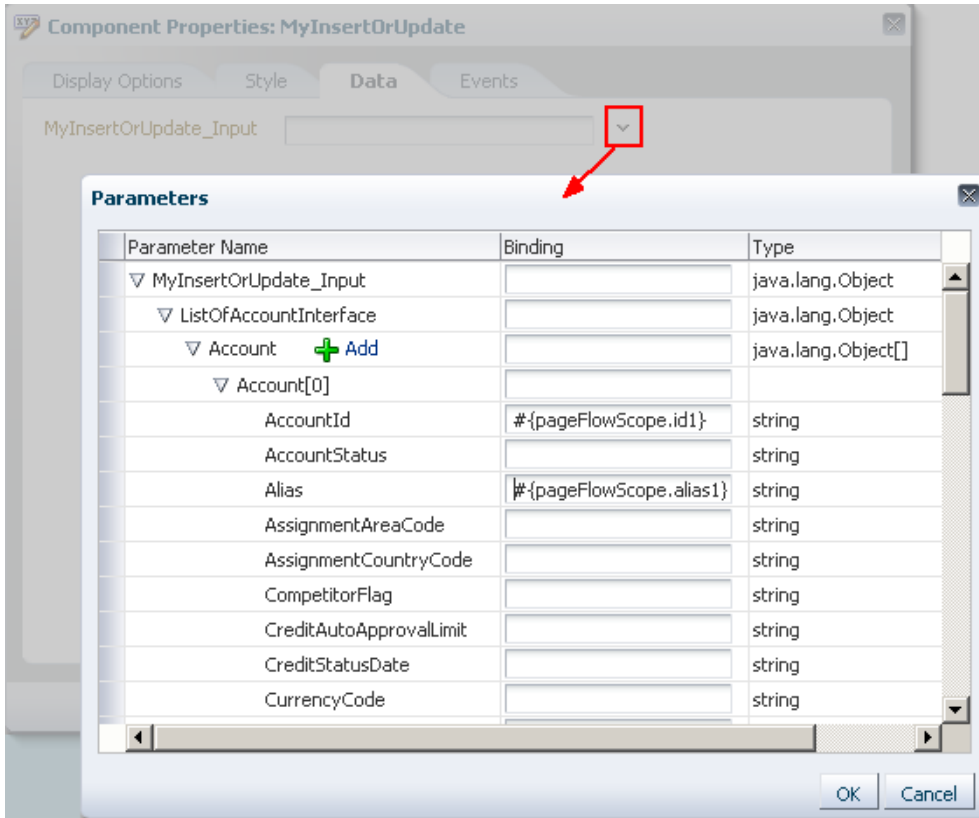 Component Properties: MyInsertOrUpdate
Display Options Style Data Events
MyInsertOrUpdate_Input
Parameters
Parameter Name Binding Type
MyInsertOrUpdate_Input java.lang.Object
ListOfAccountInterface java.lang.Object
Account Add java.lang.Object[]
Account[0]
AccountId #{pageFlowScope.id1} string
AccountStatus string
Alias #{pageFlowScope.alias1} string
AssignmentAreaCode string
AssignmentCountryCode string
CompetitorFlag string
CreditAutoApprovalLimit string
CreditStatusDate string
CurrencyCode string
OK Cancel